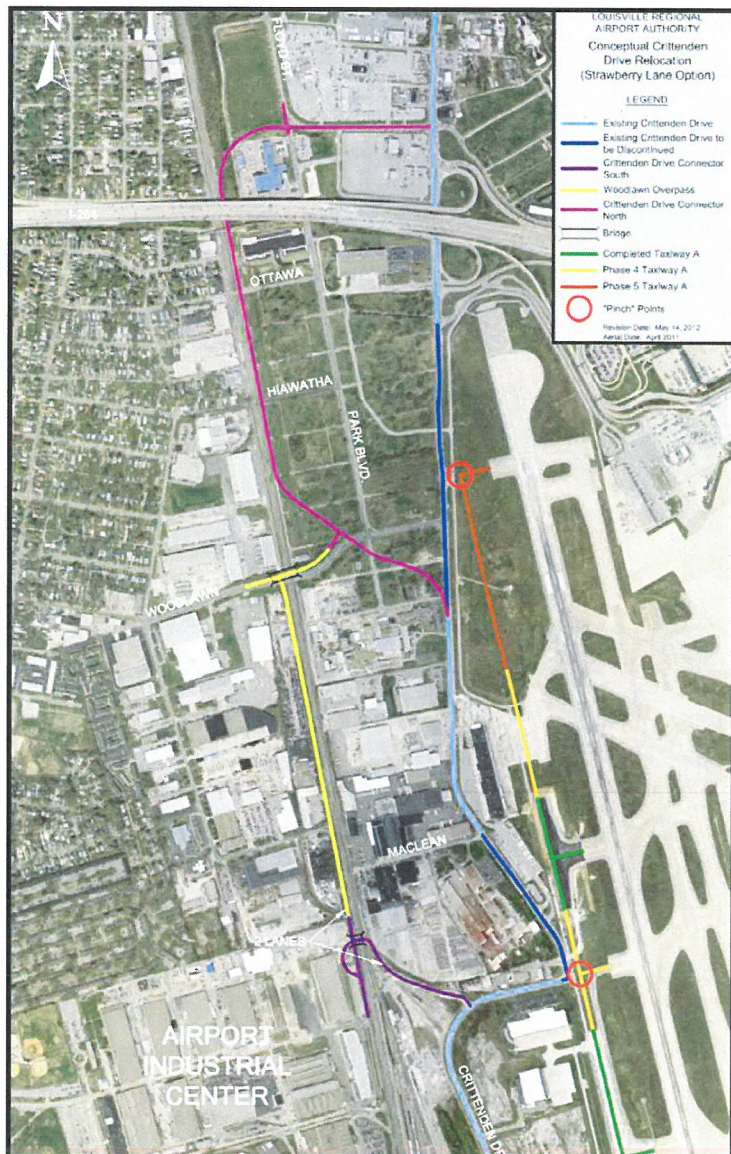 N
FLOYD ST.
LOUISVILLE REGIONAL
AIRPORT AUTHORITY
Conceptual Crittenden
Drive Relocation
(Strawberry Lane Option)
LEGEND
Existing Crittenden Drive
Existing Crittenden Drive to
be Discontinued
Crittenden Drive Connector
South
Woodlawn Overpass
Crittenden Drive Connector
North
Bridge
Completed Taxiway A
Phase 4 Taxiway A
Phase 5 Taxiway A
"Pinch" Points
Revision Date: May 14, 2012
Aerial Date: April 2011
I-264
OTTAWA
HIAWATHA
PARK BLVD.
WOODLAWN
MACLEAN
2 LANES
AIRPORT
INDUSTRIAL
CENTER
CRITTENDEN DR